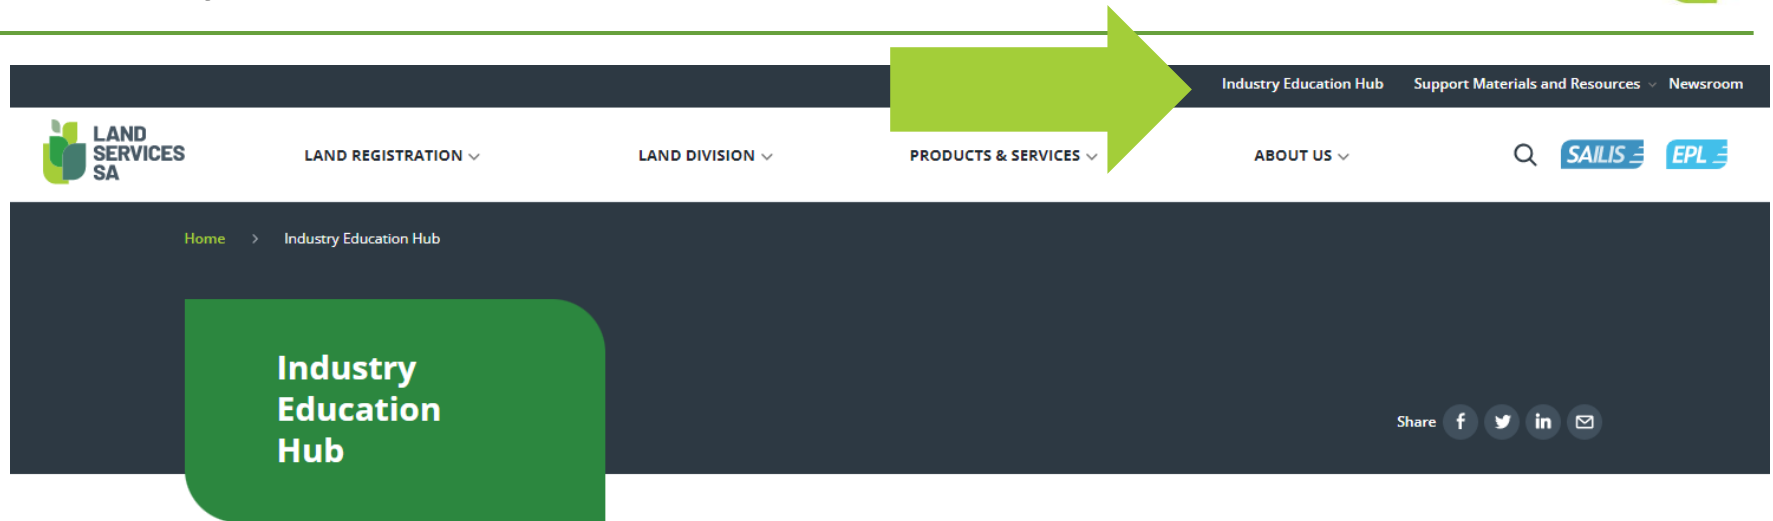 Industry Education Hub Support Materials and Resources Newsroom
LAND
SERVICES
SA
LAND REGISTRATION LAND DIVISION PRODUCTS & SERVICES ABOUT US SAILIS EPL
Home > Industry Education Hub
Industry
Education
Hub
Share